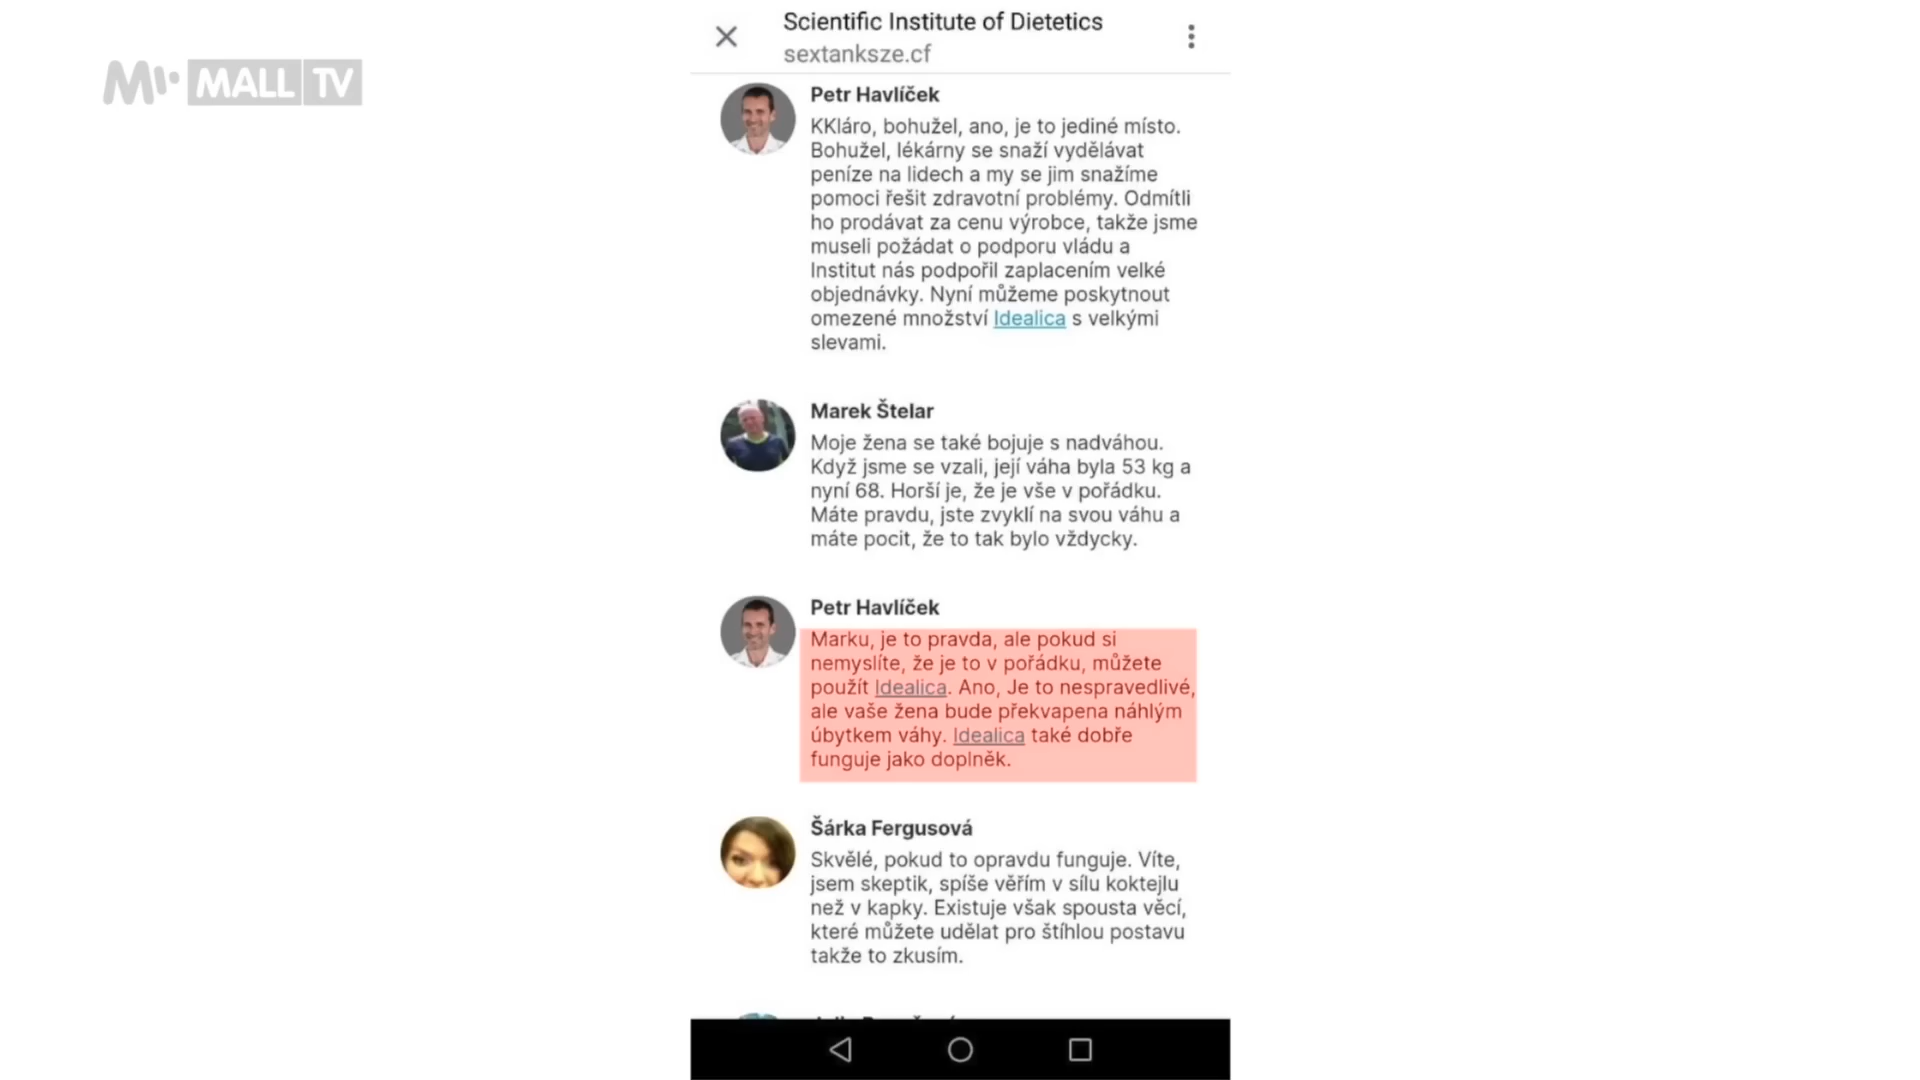 Scientific Institute of Dietetics
sextanksze.cf
MALL TV
Petr Havlíček
KKláro, bohužel, ano, je to jediné místo.
Bohužel, lékárny se snaží vydělávat
peníze na lidech a my se jim snažíme
pomoci řešit zdravotní problémy. Odmítli
ho prodávat za cenu výrobce, takže jsme
museli požádat o podporu vládu a
Institut nás podpořil zaplacením velké
objednávky. Nyní můžeme poskytnout
omezené množství Idealica s velkými
slevami.
Marek Štelar
Moje žena se také bojuje s nadváhou.
Když jsme se vzali, její váha byla 53 kg a
nyní 68. Horší je, že je vše v pořádku.
Máte pravdu, jste zvyklí na svou váhu a
máte pocit, že to tak bylo vždycky.
Petr Havlíček
Marku, je to pravda, ale pokud si
nemyslíte, že je to v pořádku, můžete
použít Idealica. Ano, Je to nespravedlivé,
ale vaše žena bude překvapena náhlým
úbytkem váhy. Idealica také dobře
funguje jako doplněk.
Šárka Fergusová
Skvělé, pokud to opravdu funguje. Víte,
jsem skeptik, spíše věřím v sílu koktejlu
než v kapky. Existuje však spousta věcí,
které můžete udělat pro štíhlou postavu
takže to zkusím.